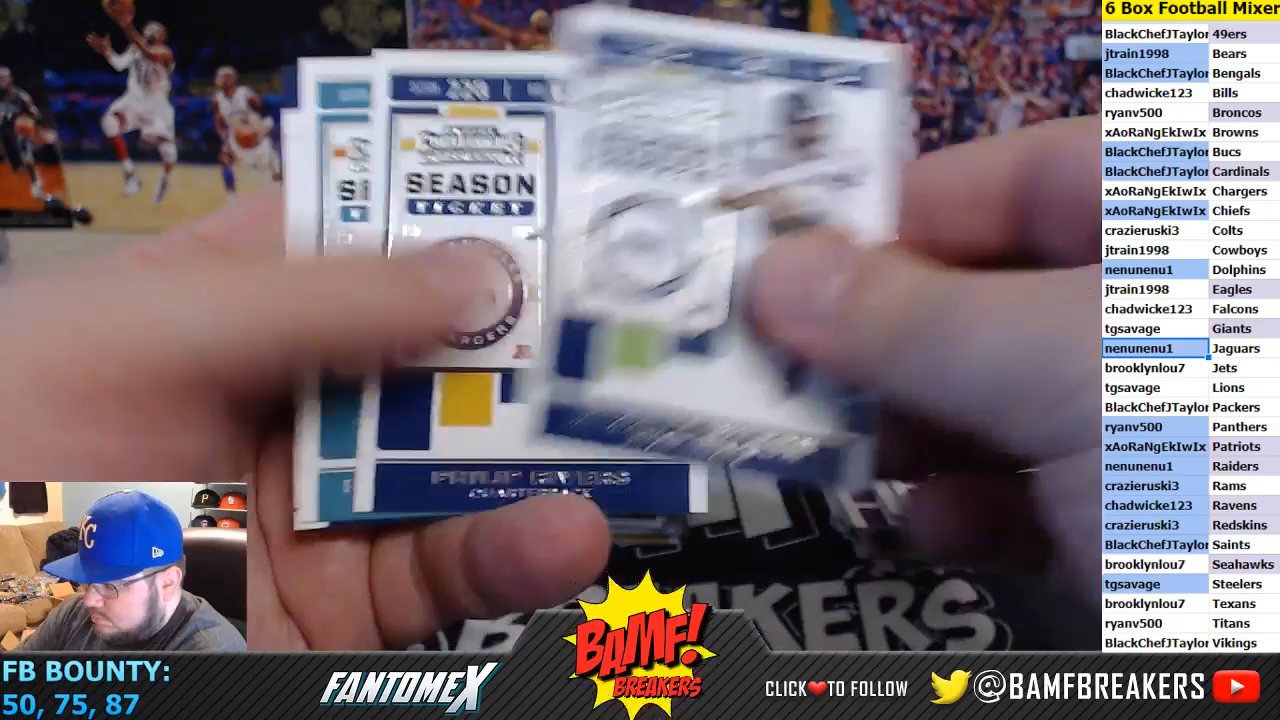 6 Box Football Mixer
BlackChefJTaylor 49ers
jtrain1998 Bears
BlackChefJTaylor Bengals
chadwicke123 Bills
ryanv500 Broncos
xAoRaNgEkIwIx Browns
BlackChefJTaylor Bucs
BlackChefJTaylor Cardinals
xAoRaNgEkIwIx Chargers
xAoRaNgEkIwIx Chiefs
crazieruski3 Colts
jtrain1998 Cowboys
nenunenu1 Dolphins
jtrain1998 Eagles
chadwicke123 Falcons
tgsavage Giants
nenunenu1 Jaguars
brooklynlou7 Jets
tgsavage Lions
BlackChefJTaylor Packers
ryanv500 Panthers
xAoRaNgEkIwIx Patriots
nenunenu1 Raiders
crazieruski3 Rams
chadwicke123 Ravens
crazieruski3 Redskins
BlackChefJTaylor Saints
brooklynlou7 Seahawks
tgsavage Steelers
brooklynlou7 Texans
ryanv500 Titans
BlackChefJTaylor Vikings
SEASON
TICKET
PHILIP RIVERS
QUARTERBACK
KC
P
FB BOUNTY:
50, 75, 87
FANTOMEX
BAMF!
BREAKERS
CLICK❤TO FOLLOW
@BAMFBREAKERS